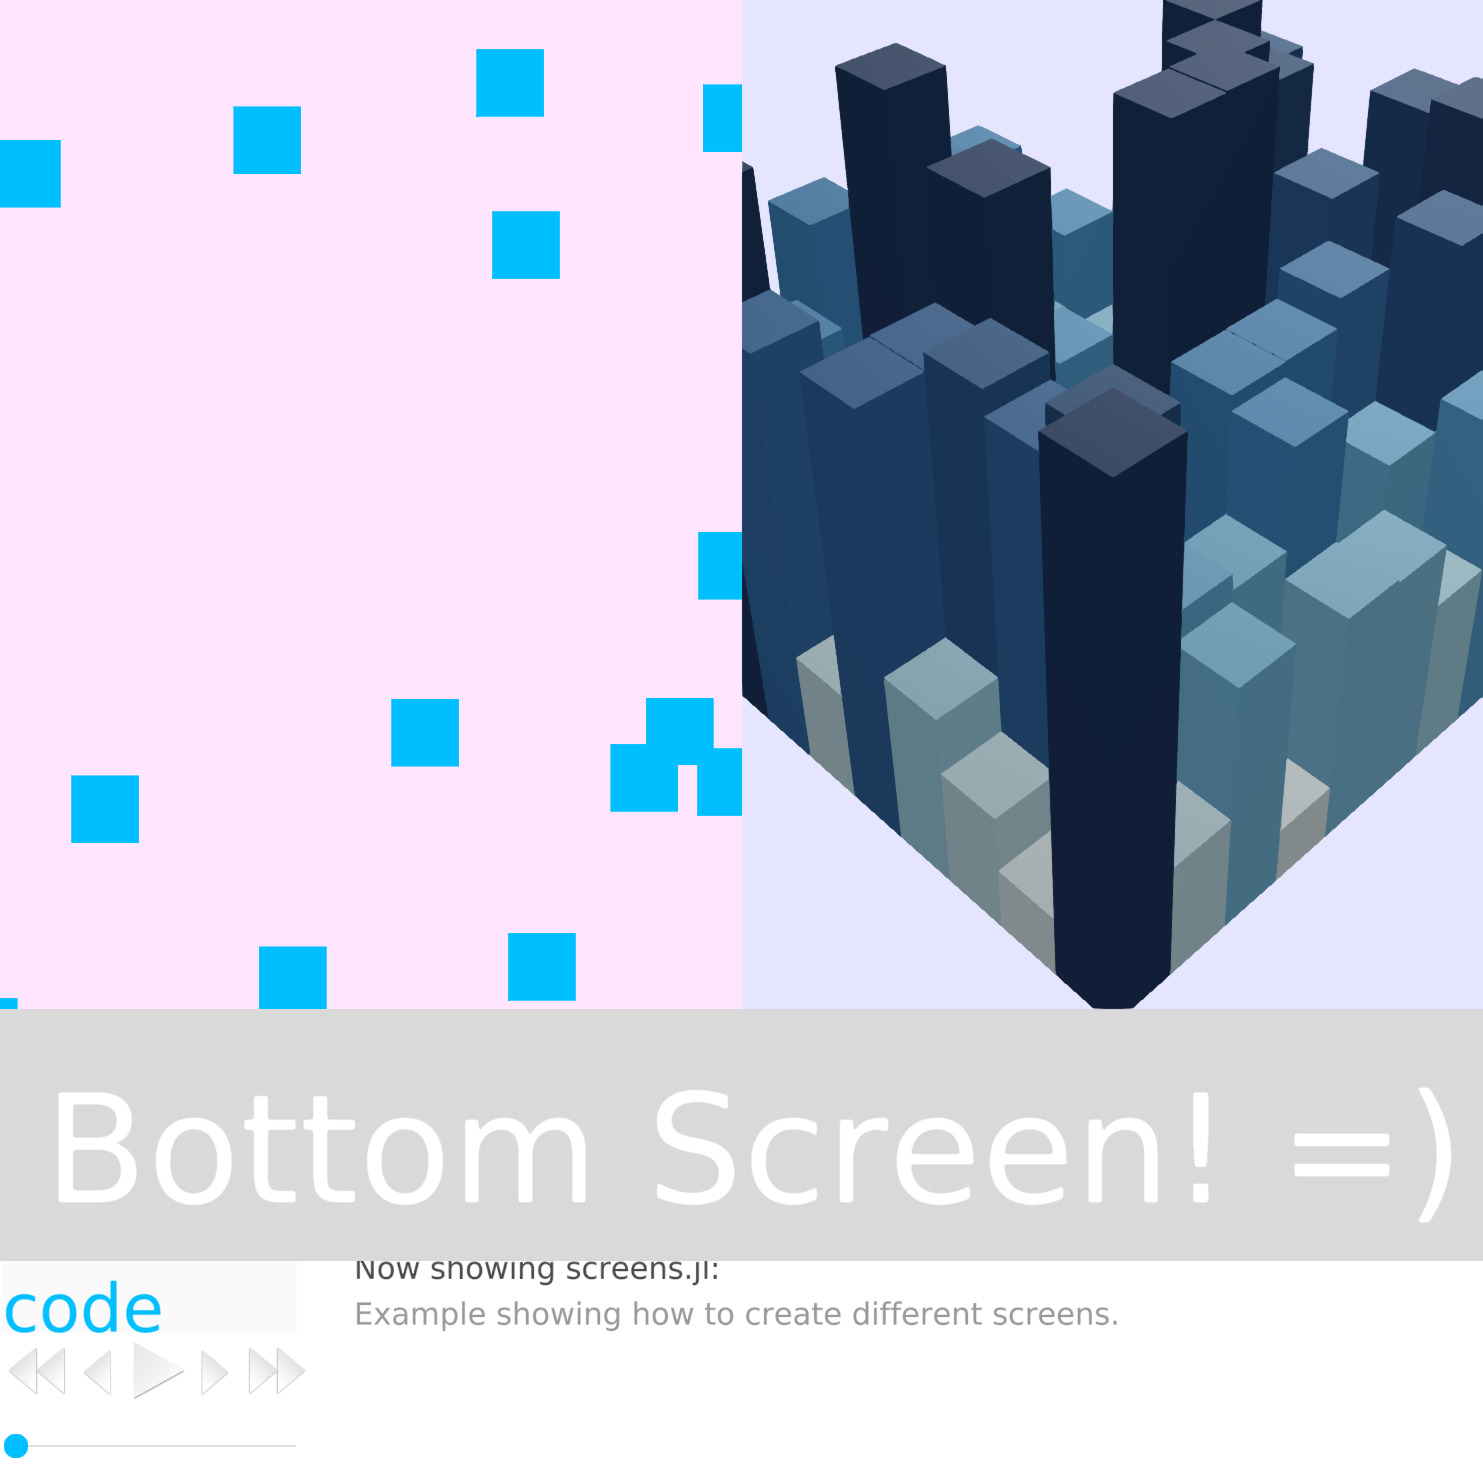 Bottom Screen! =)
Now showing screens.jl:
code
Example showing how to create different screens.